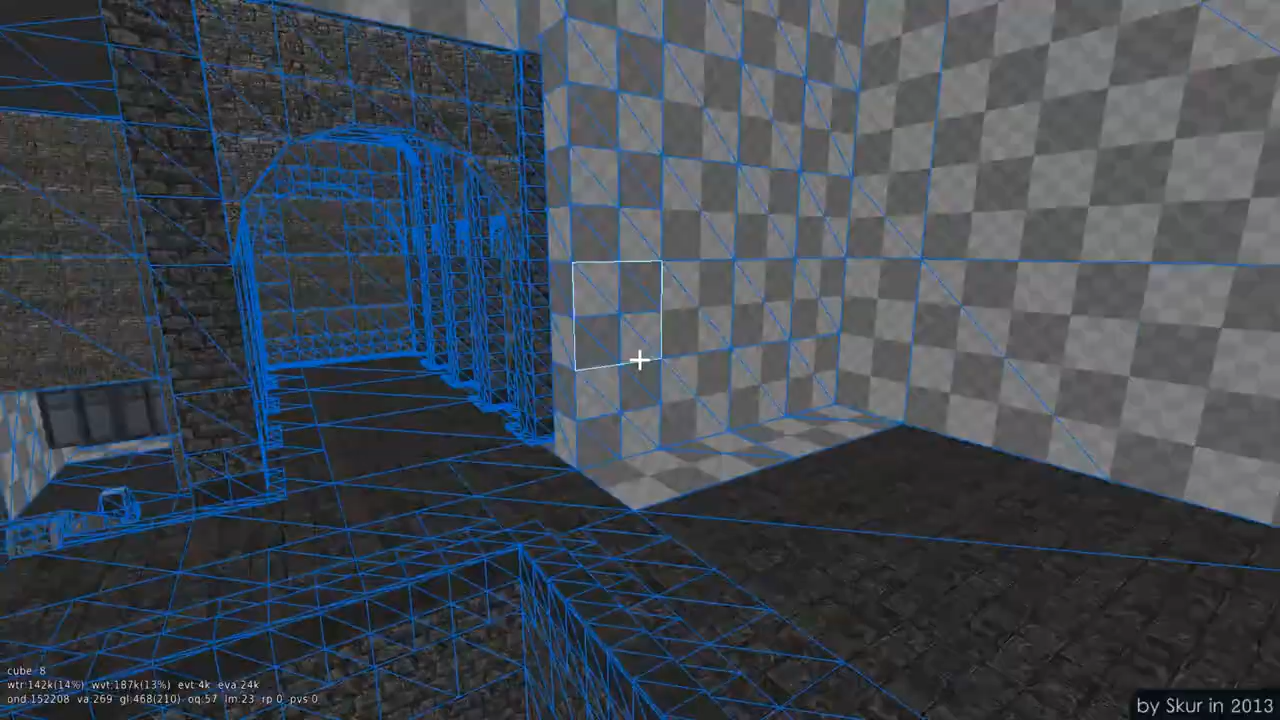 cube 8
wtr:142k(14%) wvt:187k(13%) evt:4k eva:24k
ond:152208 va:269 gl:468(210) oq:57 lm:23 rp:0 pvs:0
by Skur in 2013